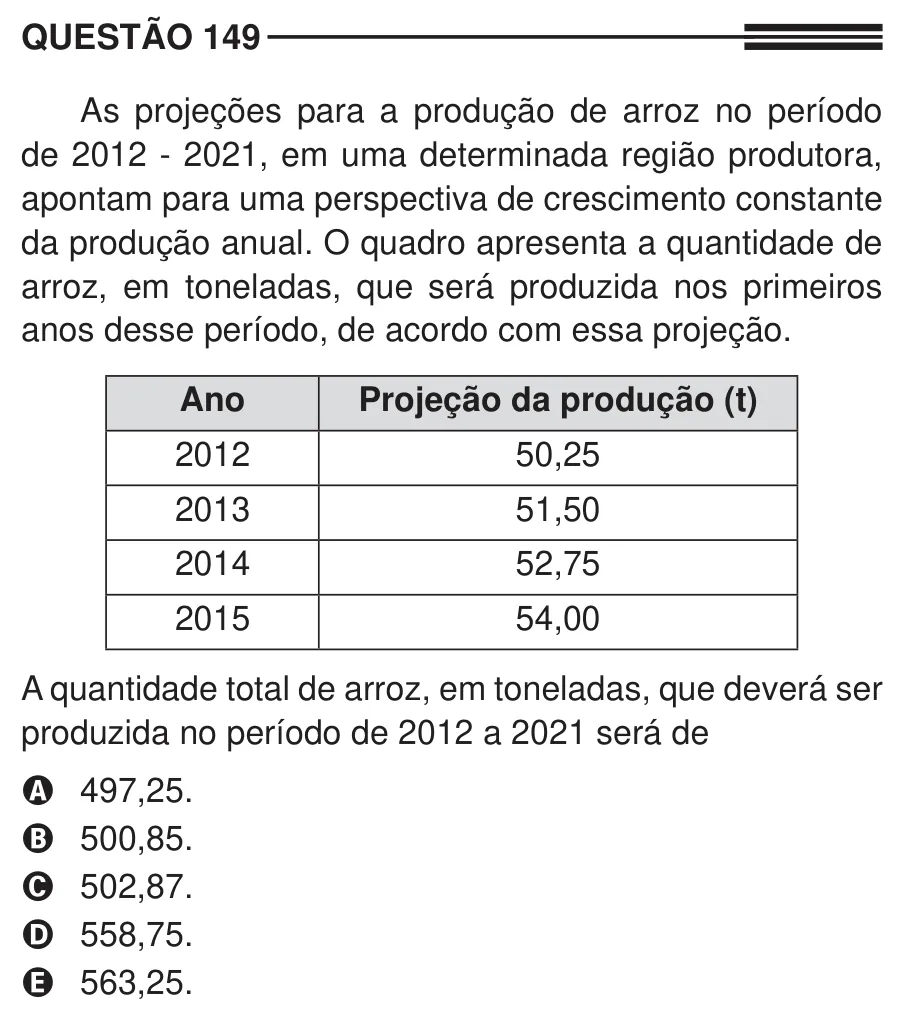 QUESTÃO 149
As projeções para a produção de arroz no período
de 2012 - 2021, em uma determinada região produtora,
apontam para uma perspectiva de crescimento constante
da produção anual. O quadro apresenta a quantidade de
arroz, em toneladas, que será produzida nos primeiros
anos desse período, de acordo com essa projeção.
Ano Projeção da produção (t)
2012 50,25
2013 51,50
2014 52,75
2015 54,00
A quantidade total de arroz, em toneladas, que deverá ser
produzida no período de 2012 a 2021 será de
A 497,25.
B 500,85.
C 502,87.
D 558,75.
E 563,25.